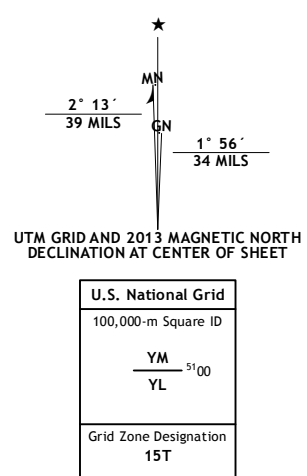 ★
MN
GN
2° 13´
39 MILS
1° 56´
34 MILS
UTM GRID AND 2013 MAGNETIC NORTH
DECLINATION AT CENTER OF SHEET
U.S. National Grid
100,000-m Square ID
YM
5100
YL
Grid Zone Designation
15T